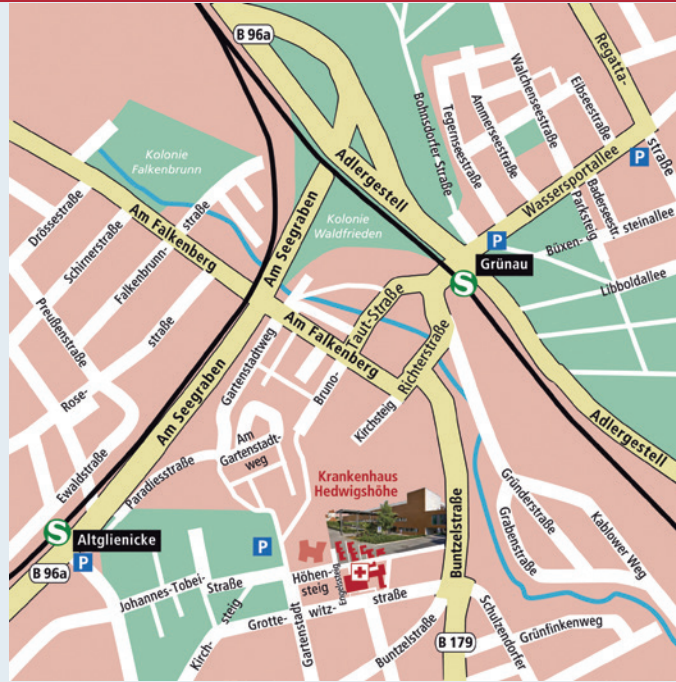 B 96a
Regatta-
straße
Bohnsdorfer Straße
Tegernseestraße
Ammerseestraße
Walchenseestraße
Eibseestraße
Wassersportallee
Parksteig
Baderseestr.
P
Büxen-
steinallee
Libboldallee
P
Grünau
S
Adlergestell
Adlergestell
Kolonie
Falkenbrunn
Kolonie
Waldfrieden
Drössestraße
Schirnerstraße
Falkenbrunn-
straße
Am Falkenberg
Am Seegraben
Preußenstraße
Rose-
straße
Am Seegraben
Am Falkenberg
Bruno-
Taut-Straße
Richterstraße
Kirchsteig
Gartenstadtweg
Am
Gartenstadt-
weg
Ewaldstraße
Paradiesstraße
S
Altglienicke
P
B 96a
Krankenhaus
Hedwigshöhe
P
Höhen-
steig
Engelssteig
Johannes-Tobei-
Straße
Kirch-
steig
Grotte-
witz-
straße
Gartenstadt
Buntzelstraße
Buntzelstraße
B 179
Schulzendorfer
Grünfinkenweg
Gründerstraße
Grabenstraße
Kablower Weg